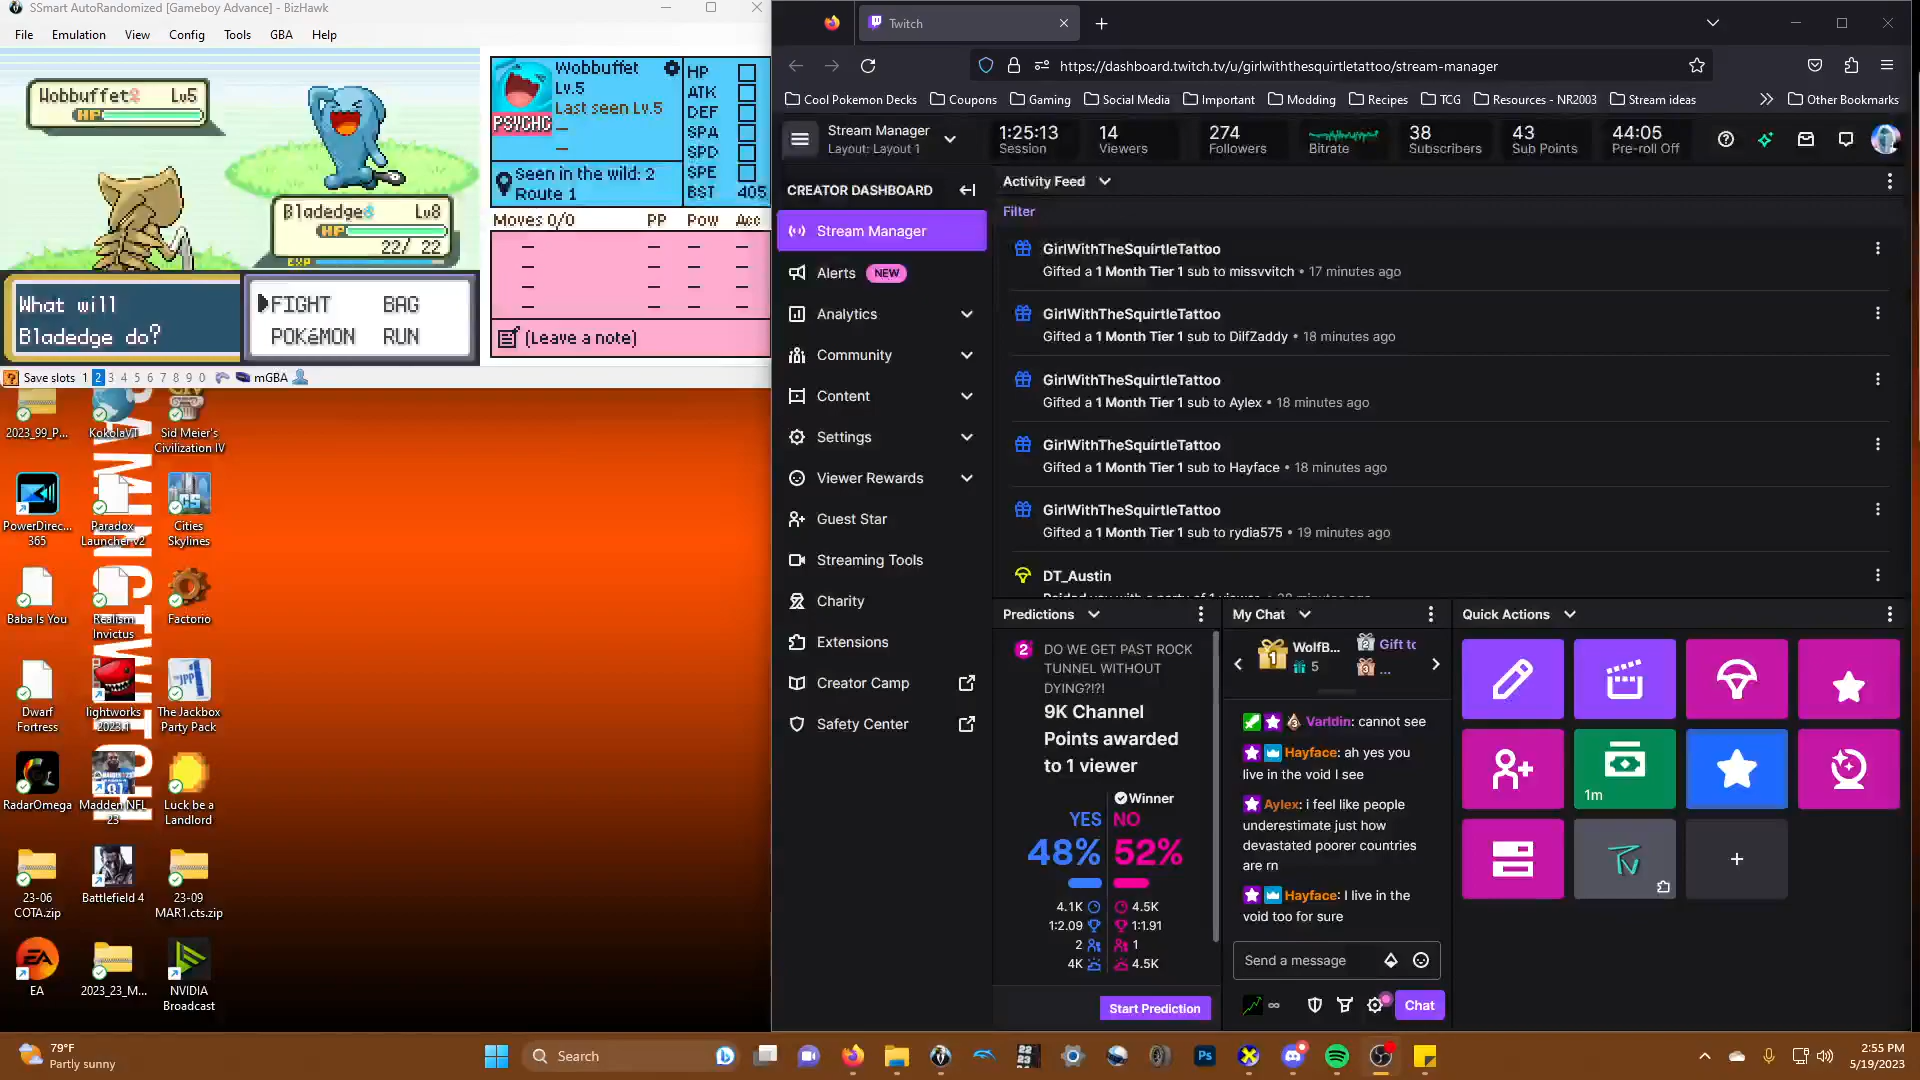 SSmart AutoRandomized [Gameboy Advance] - BizHawk
File Emulation View Config Tools GBA Help
Wobbuffet♀ Lv5
HP
Bladedge Lv8
HP
22/ 22
EXP
What will
Bladedge do?
FIGHT BAG
POKéMON RUN
Wobbuffet
Lv.5
Last seen Lv.5
—
—
PSYCHC
Seen in the wild: 2
Route 1
HP
ATK
DEF
SPA
SPD
SPE
BST 405
Moves 0/0 PP Pow Acc
— — — —
— — — —
— — — —
— — — —
(Leave a note)
Save slots 1 2 3 4 5 6 7 8 9 0 mGBA
2023_99_P...
KokolaVT
Sid Meier's
Civilization IV
PowerDirec...
365
Paradox
Launcher v2
Cities
Skylines
Baba Is You
Realism
Invictus
Factorio
Dwarf
Fortress
lightworks
2023.1
The Jackbox
Party Pack
RadarOmega
Madden NFL
23
Luck be a
Landlord
23-06
COTA.zip
Battlefield 4
23-09
MAR1.cts.zip
EA
2023_23_M...
NVIDIA
Broadcast
Twitch
https://dashboard.twitch.tv/u/girlwiththesquirtletattoo/stream-manager
Cool Pokemon Decks Coupons Gaming Social Media Important Modding Recipes TCG Resources - NR2003 Stream ideas Other Bookmarks
Stream Manager
Layout: Layout 1
1:25:13
Session
14
Viewers
274
Followers
Bitrate
38
Subscribers
43
Sub Points
44:05
Pre-roll Off
CREATOR DASHBOARD
Stream Manager
Alerts NEW
Analytics
Community
Content
Settings
Viewer Rewards
Guest Star
Streaming Tools
Charity
Extensions
Creator Camp
Safety Center
Activity Feed
Filter
GirlWithTheSquirtleTattoo
Gifted a 1 Month Tier 1 sub to missvvitch • 17 minutes ago
GirlWithTheSquirtleTattoo
Gifted a 1 Month Tier 1 sub to DilfZaddy • 18 minutes ago
GirlWithTheSquirtleTattoo
Gifted a 1 Month Tier 1 sub to Aylex • 18 minutes ago
GirlWithTheSquirtleTattoo
Gifted a 1 Month Tier 1 sub to Hayface • 18 minutes ago
GirlWithTheSquirtleTattoo
Gifted a 1 Month Tier 1 sub to rydia575 • 19 minutes ago
DT_Austin
Predictions
2
DO WE GET PAST ROCK
TUNNEL WITHOUT
DYING?!?!
9K Channel
Points awarded
to 1 viewer
Winner
YES NO
48% 52%
4.1K 4.5K
1:2.09 1:1.91
2 1
4K 4.5K
Start Prediction
My Chat
1 WolfB...
5
2 Gift to
3 ...
Varldin: cannot see
Hayface: ah yes you
live in the void I see
Aylex: i feel like people
underestimate just how
devastated poorer countries
are rn
Hayface: I live in the
void too for sure
Send a message
Chat
Quick Actions
1m
79°F
Partly sunny
Search
2:55 PM
5/19/2023